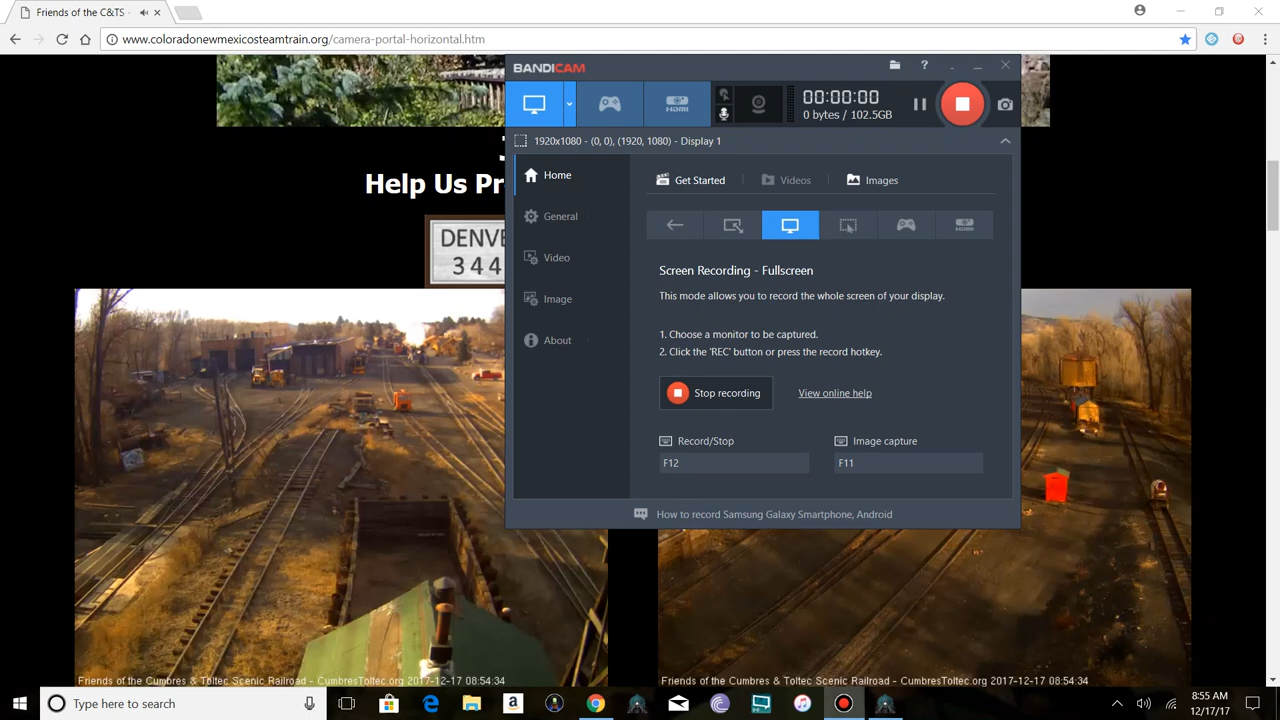 Friends of the C&TS -
www.coloradonewmexicosteamtrain.org/camera-portal-horizontal.htm
BANDICAM
HDMI
00:00:00
0 bytes / 102.5GB
1920x1080 - (0, 0), (1920, 1080) - Display 1
Help Us Pr
Home
General
Video
Image
About
Get Started
Videos
Images
HDMI
DENVE
344
Screen Recording - Fullscreen
This mode allows you to record the whole screen of your display.
1. Choose a monitor to be captured.
2. Click the 'REC' button or press the record hotkey.
Stop recording
View online help
Record/Stop
Image capture
F12
F11
How to record Samsung Galaxy Smartphone, Android
Friends of the Cumbres & Toltec Scenic Railroad - CumbresToltec.org 2017-12-17 08:54:34
Friends of the Cumbres & Toltec Scenic Railroad - CumbresToltec.org 2017-12-17 08:54:34
Type here to search
8:55 AM
12/17/17